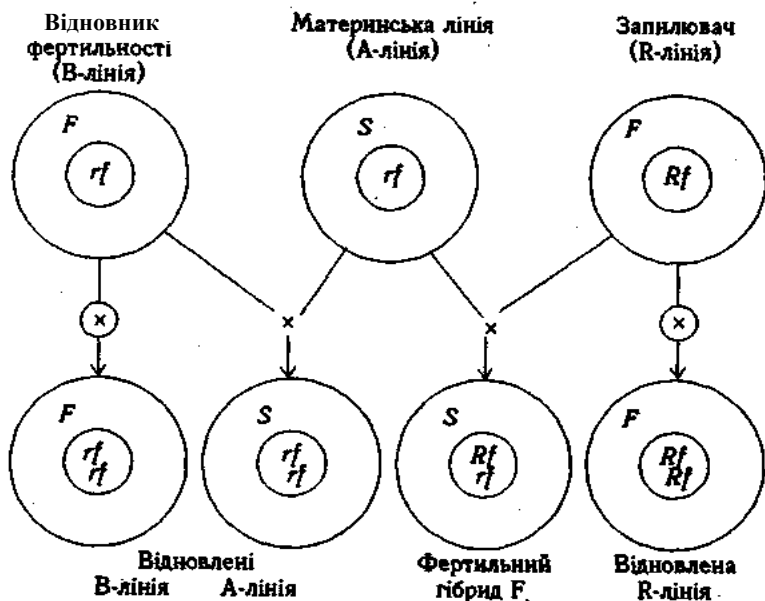 Відновник
фертильності
(В-лінія)
Материнська лінія
(А-лінія)
Запилювач
(R-лінія)
F
rf
S
rf
F
Rf
×
×
×
×
F
rf
rf
S
rf
rf
S
Rf
rf
F
Rf
Rf
Відновлені
В-лінія А-лінія
Фертильний
гібрид F,
Відновлена
R-лінія